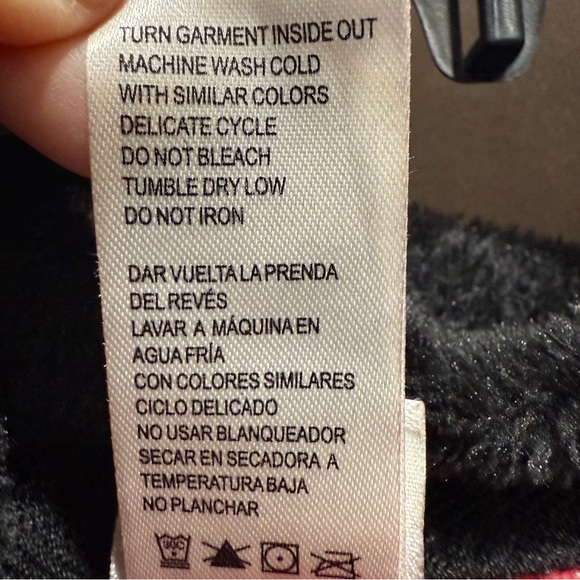 TURN GARMENT INSIDE OUT
MACHINE WASH COLD
WITH SIMILAR COLORS
DELICATE CYCLE
DO NOT BLEACH
TUMBLE DRY LOW
DO NOT IRON
DAR VUELTA LA PRENDA
DEL REVÉS
LAVAR A MÁQUINA EN
AGUA FRÍA
CON COLORES SIMILARES
CICLO DELICADO
NO USAR BLANQUEADOR
SECAR EN SECADORA A
TEMPERATURA BAJA
NO PLANCHAR